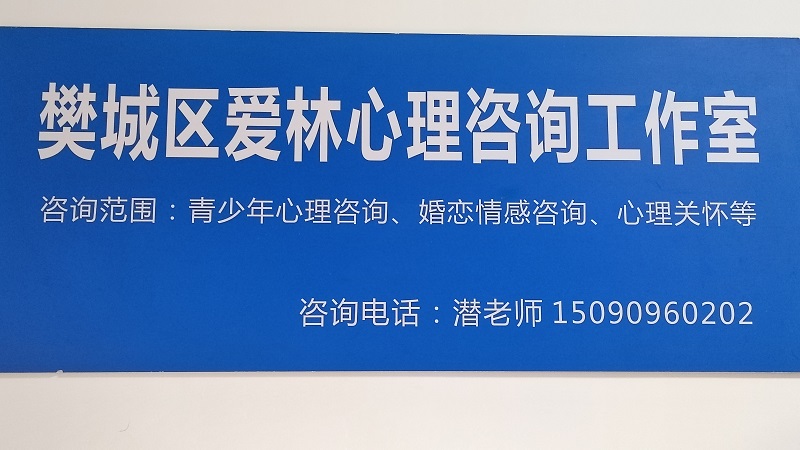 樊城区爱林心理咨询工作室
咨询范围：青少年心理咨询、婚恋情感咨询、心理关怀等
咨询电话：潜老师 15090960202